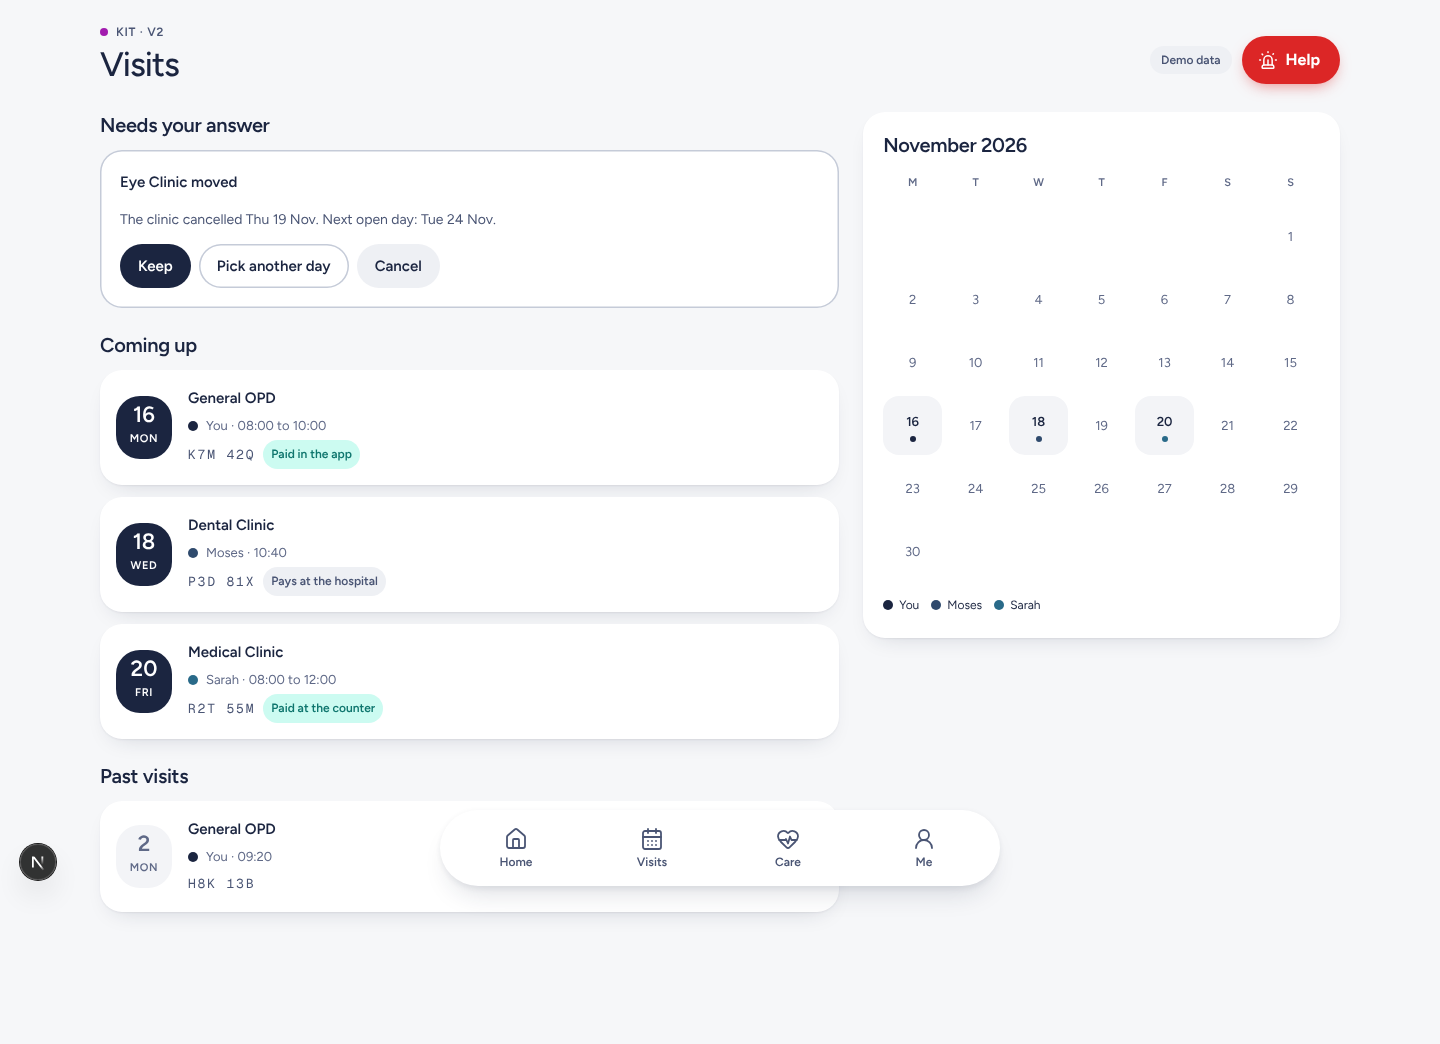 KIT · V2
Visits
Demo data
Help
Needs your answer
Eye Clinic moved
The clinic cancelled Thu 19 Nov. Next open day: Tue 24 Nov.
Keep
Pick another day
Cancel
Coming up
16
MON
General OPD
You · 08:00 to 10:00
K7M 42Q
Paid in the app
18
WED
Dental Clinic
Moses · 10:40
P3D 81X
Pays at the hospital
20
FRI
Medical Clinic
Sarah · 08:00 to 12:00
R2T 55M
Paid at the counter
Past visits
2
MON
General OPD
You · 09:20
H8K 13B
November 2026
M T W T F S S
1
2 3 4 5 6 7 8
9 10 11 12 13 14 15
16 17 18 19 20 21 22
23 24 25 26 27 28 29
30
You Moses Sarah
Home Visits Care Me
N